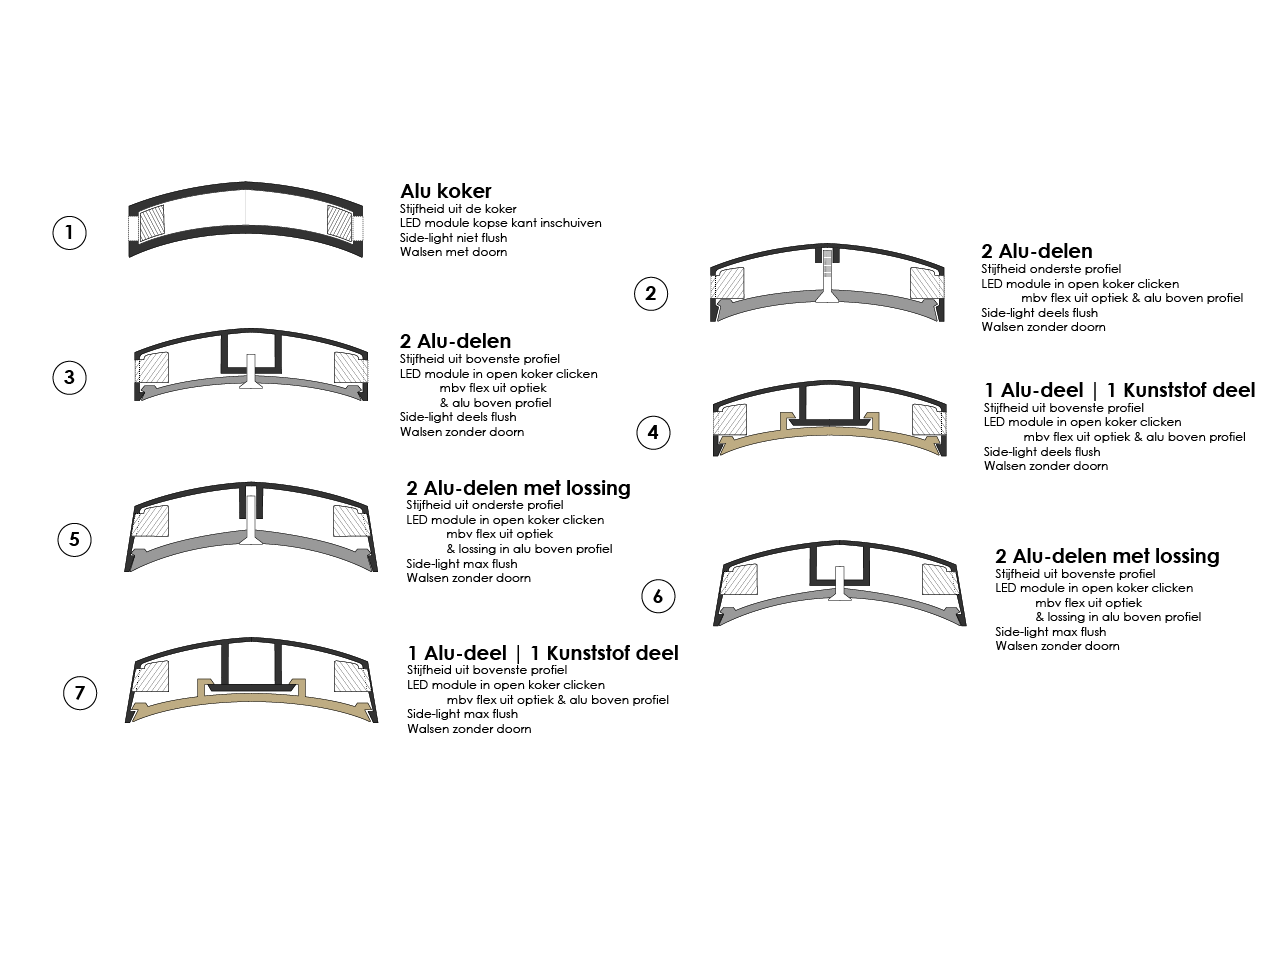 1
Alu koker
Stijfheid uit de koker
LED module kopse kant inschuiven
Side-light niet flush
Walsen met doorn
2
2 Alu-delen
Stijfheid onderste profiel
LED module in open koker clicken
mbv flex uit optiek & alu boven profiel
Side-light deels flush
Walsen zonder doorn
3
2 Alu-delen
Stijfheid uit bovenste profiel
LED module in open koker clicken
mbv flex uit optiek
& alu boven profiel
Side-light deels flush
Walsen zonder doorn
4
1 Alu-deel | 1 Kunststof deel
Stijfheid uit bovenste profiel
LED module in open koker clicken
mbv flex uit optiek & alu boven profiel
Side-light deels flush
Walsen zonder doorn
5
2 Alu-delen met lossing
Stijfheid uit onderste profiel
LED module in open koker clicken
mbv flex uit optiek
& lossing in alu boven profiel
Side-light max flush
Walsen zonder doorn
6
2 Alu-delen met lossing
Stijfheid uit bovenste profiel
LED module in open koker clicken
mbv flex uit optiek
& lossing in alu boven profiel
Side-light max flush
Walsen zonder doorn
7
1 Alu-deel | 1 Kunststof deel
Stijfheid uit bovenste profiel
LED module in open koker clicken
mbv flex uit optiek & alu boven profiel
Side-light max flush
Walsen zonder doorn